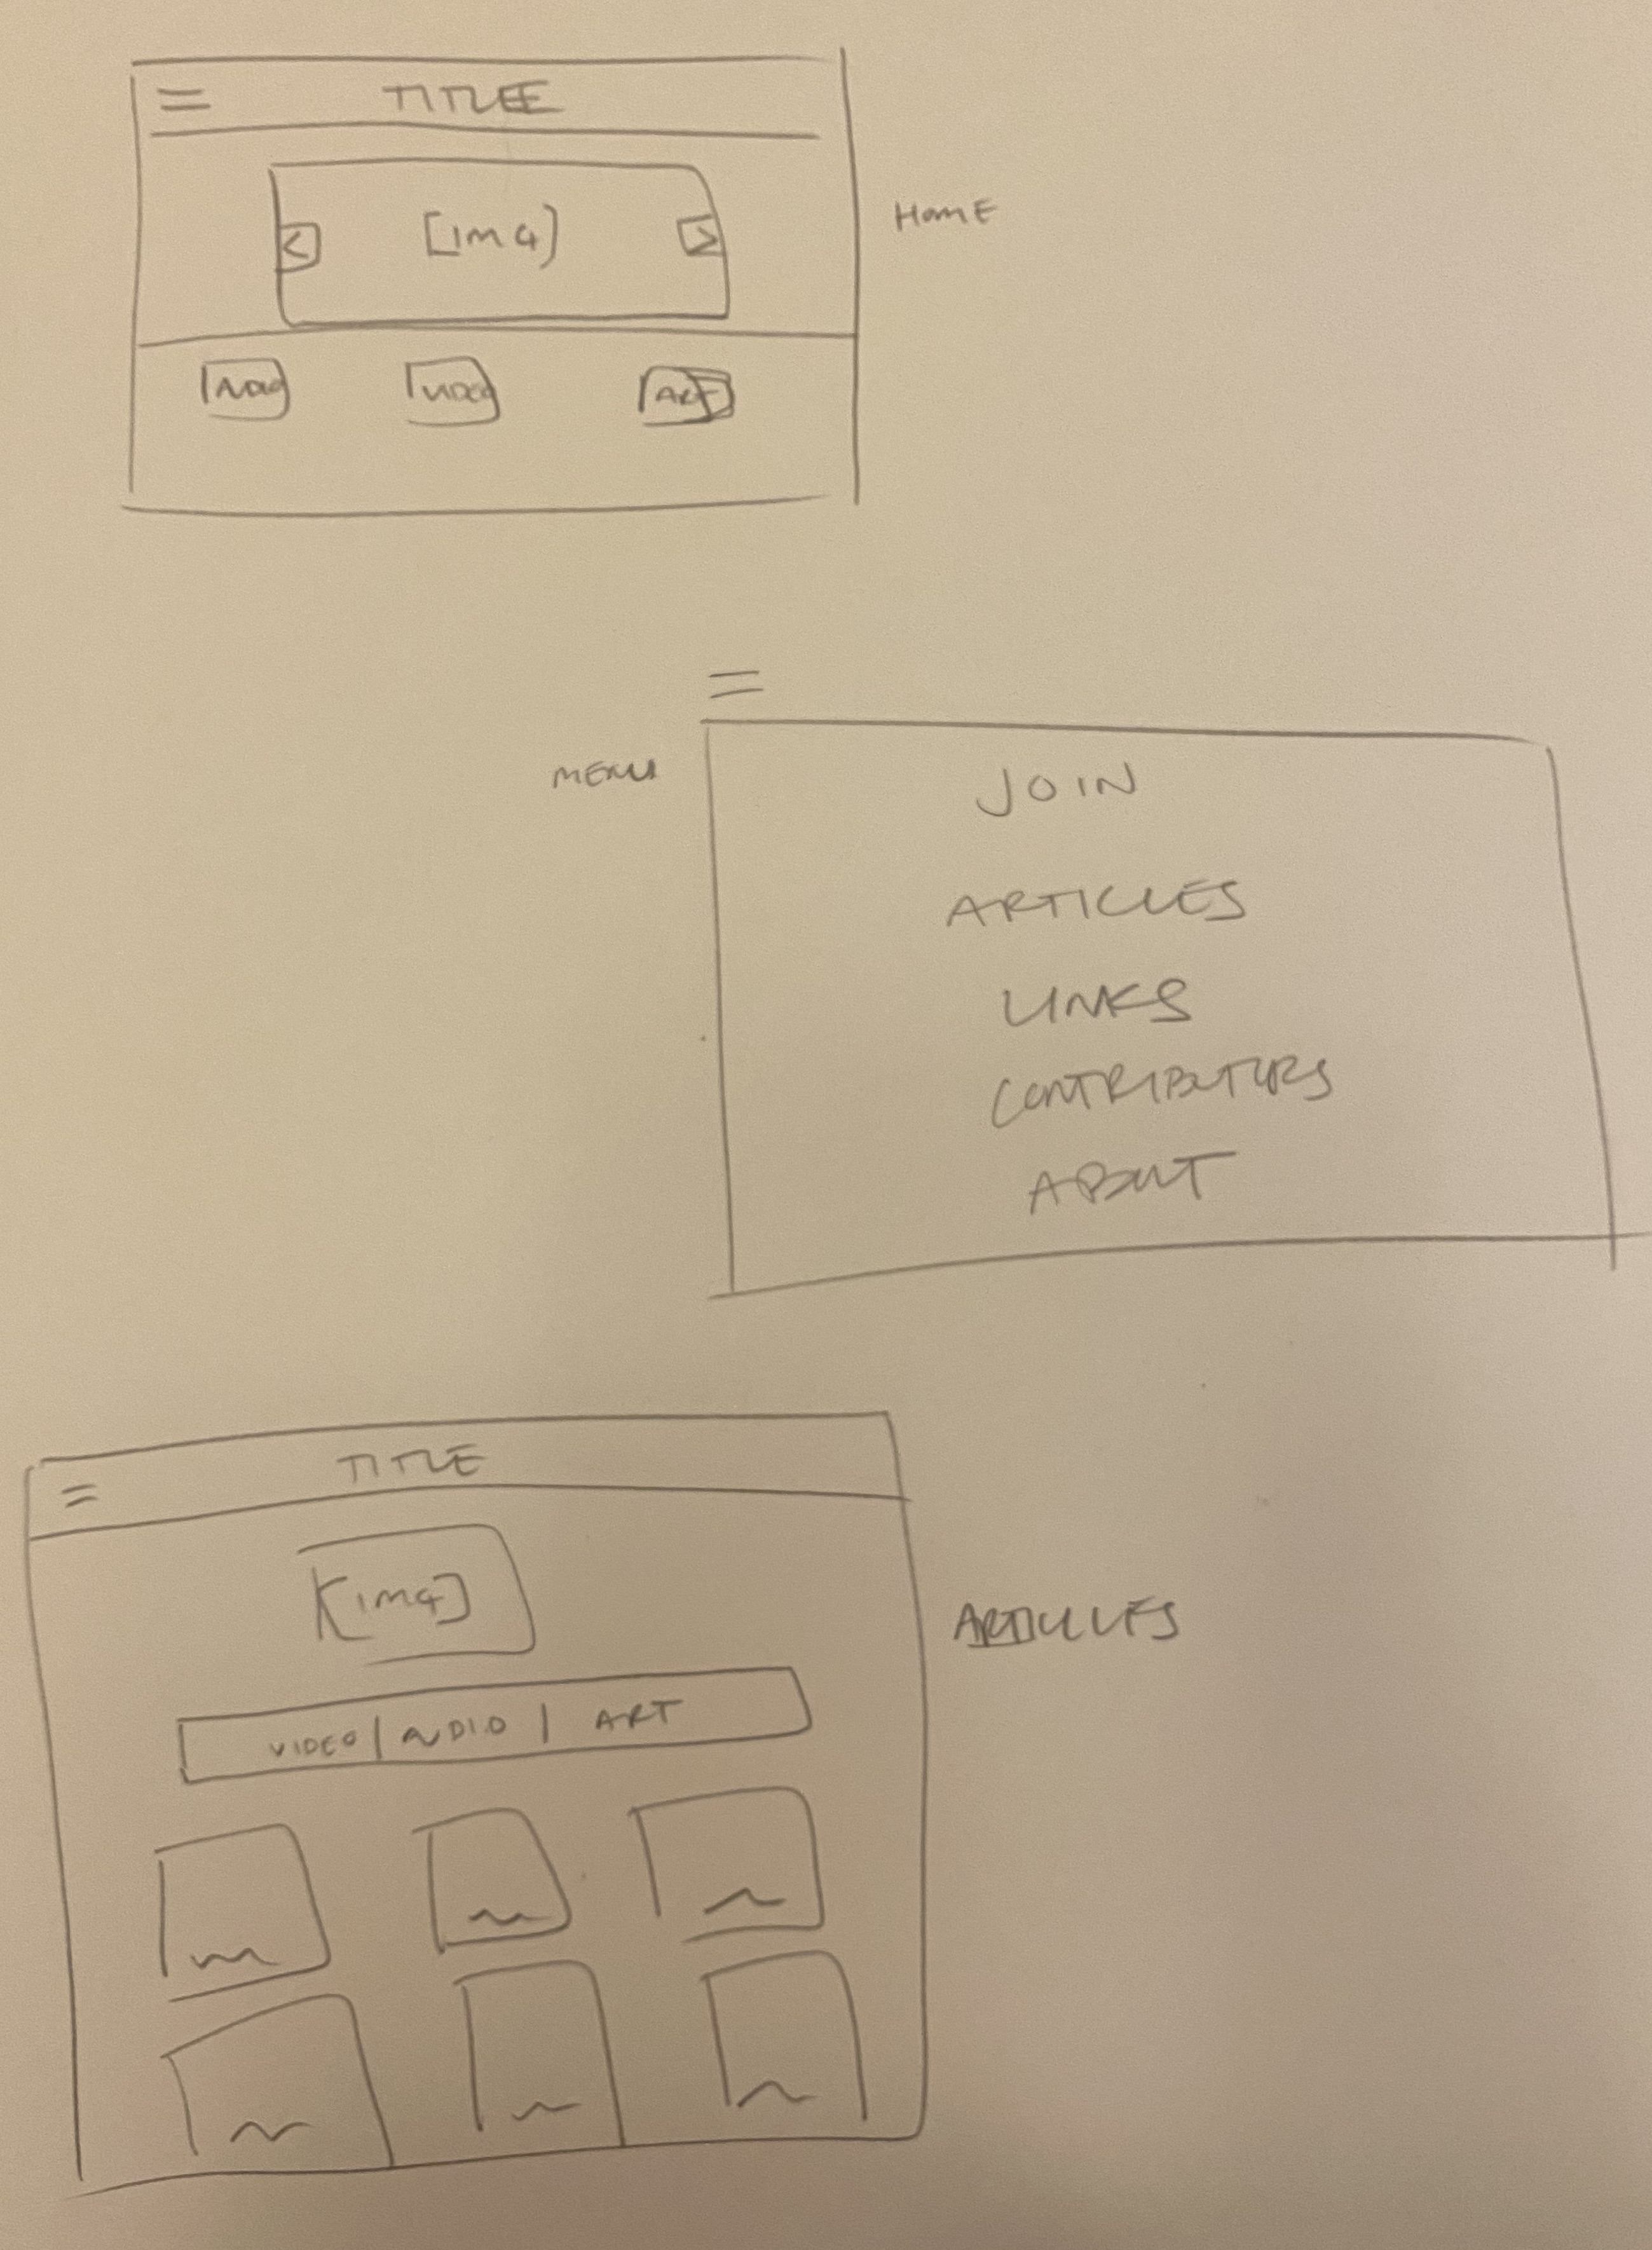 TITLE
< [IMG] >
HOME
AUDIO VIDEO ART
MENU
JOIN
ARTICLES
LINKS
CONTRIBUTORS
ABOUT
TITLE
[IMG]
ARTICLES
VIDEO | AUDIO | ART